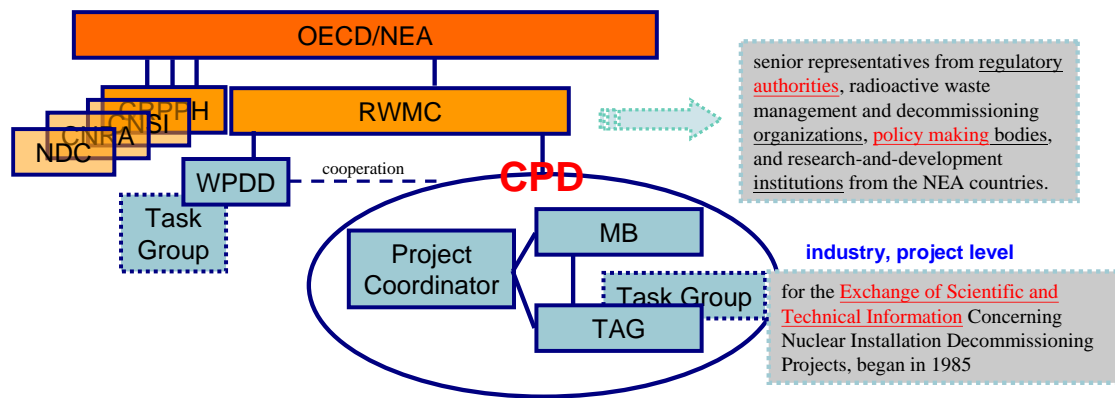 OECD/NEA
CRPPH
CNSI
CNRA
NDC
RWMC
senior representatives from regulatory
authorities, radioactive waste
management and decommissioning
organizations, policy making bodies,
and research-and-development
institutions from the NEA countries.
WPDD
cooperation
CPD
Task
Group
Project
Coordinator
MB
Task Group
TAG
industry, project level
for the Exchange of Scientific and
Technical Information Concerning
Nuclear Installation Decommissioning
Projects, began in 1985